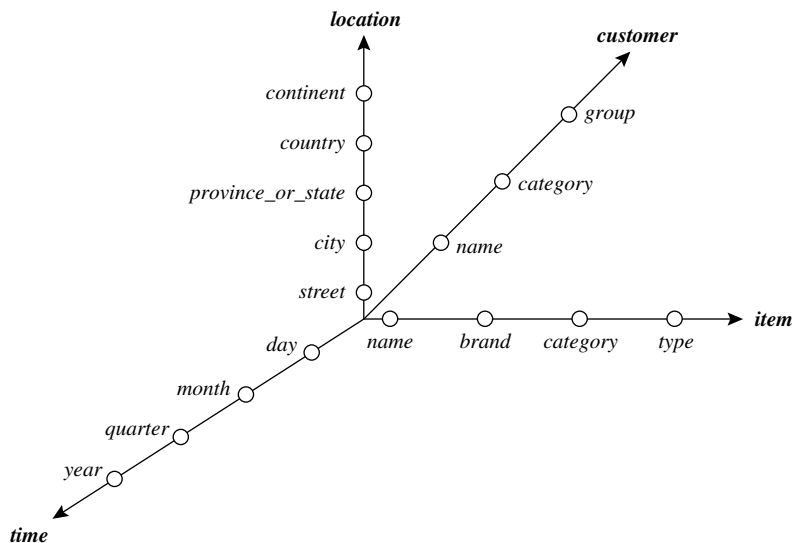 location
customer
continent
group
country
category
province_or_state
city
name
street
item
name brand category type
day
month
quarter
year
time